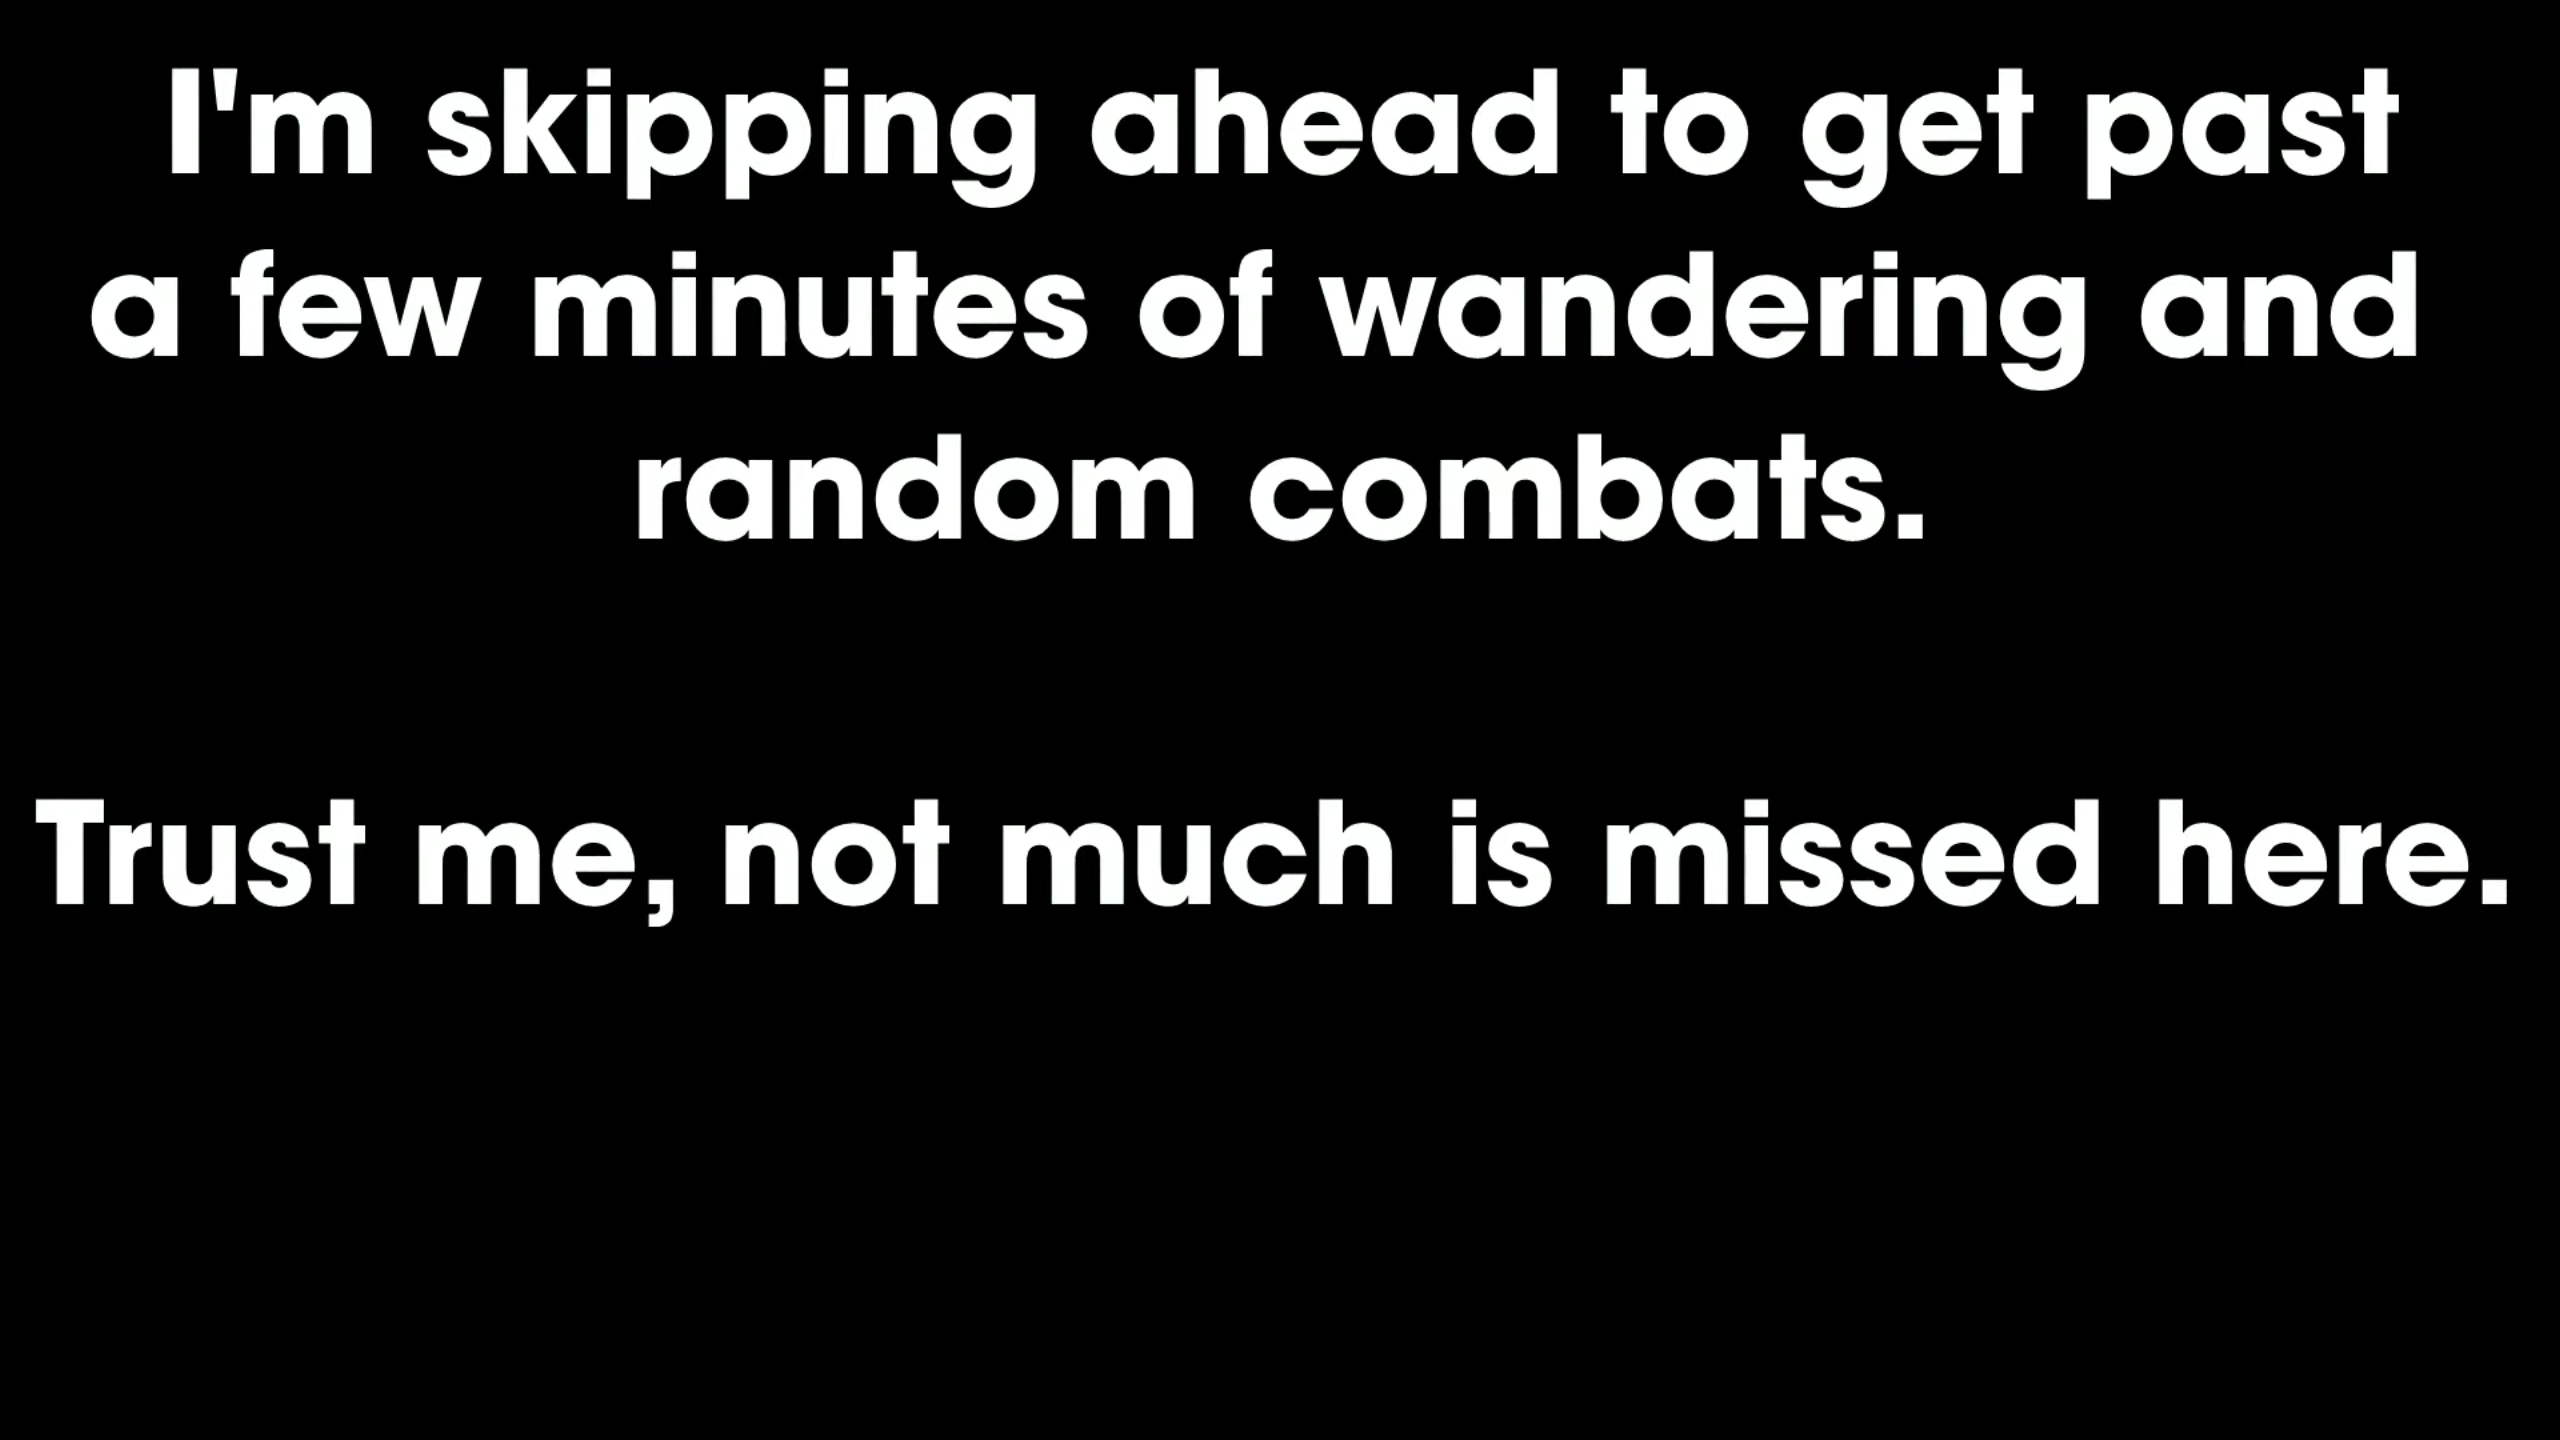 I'm skipping ahead to get past
a few minutes of wandering and
random combats.
Trust me, not much is missed here.